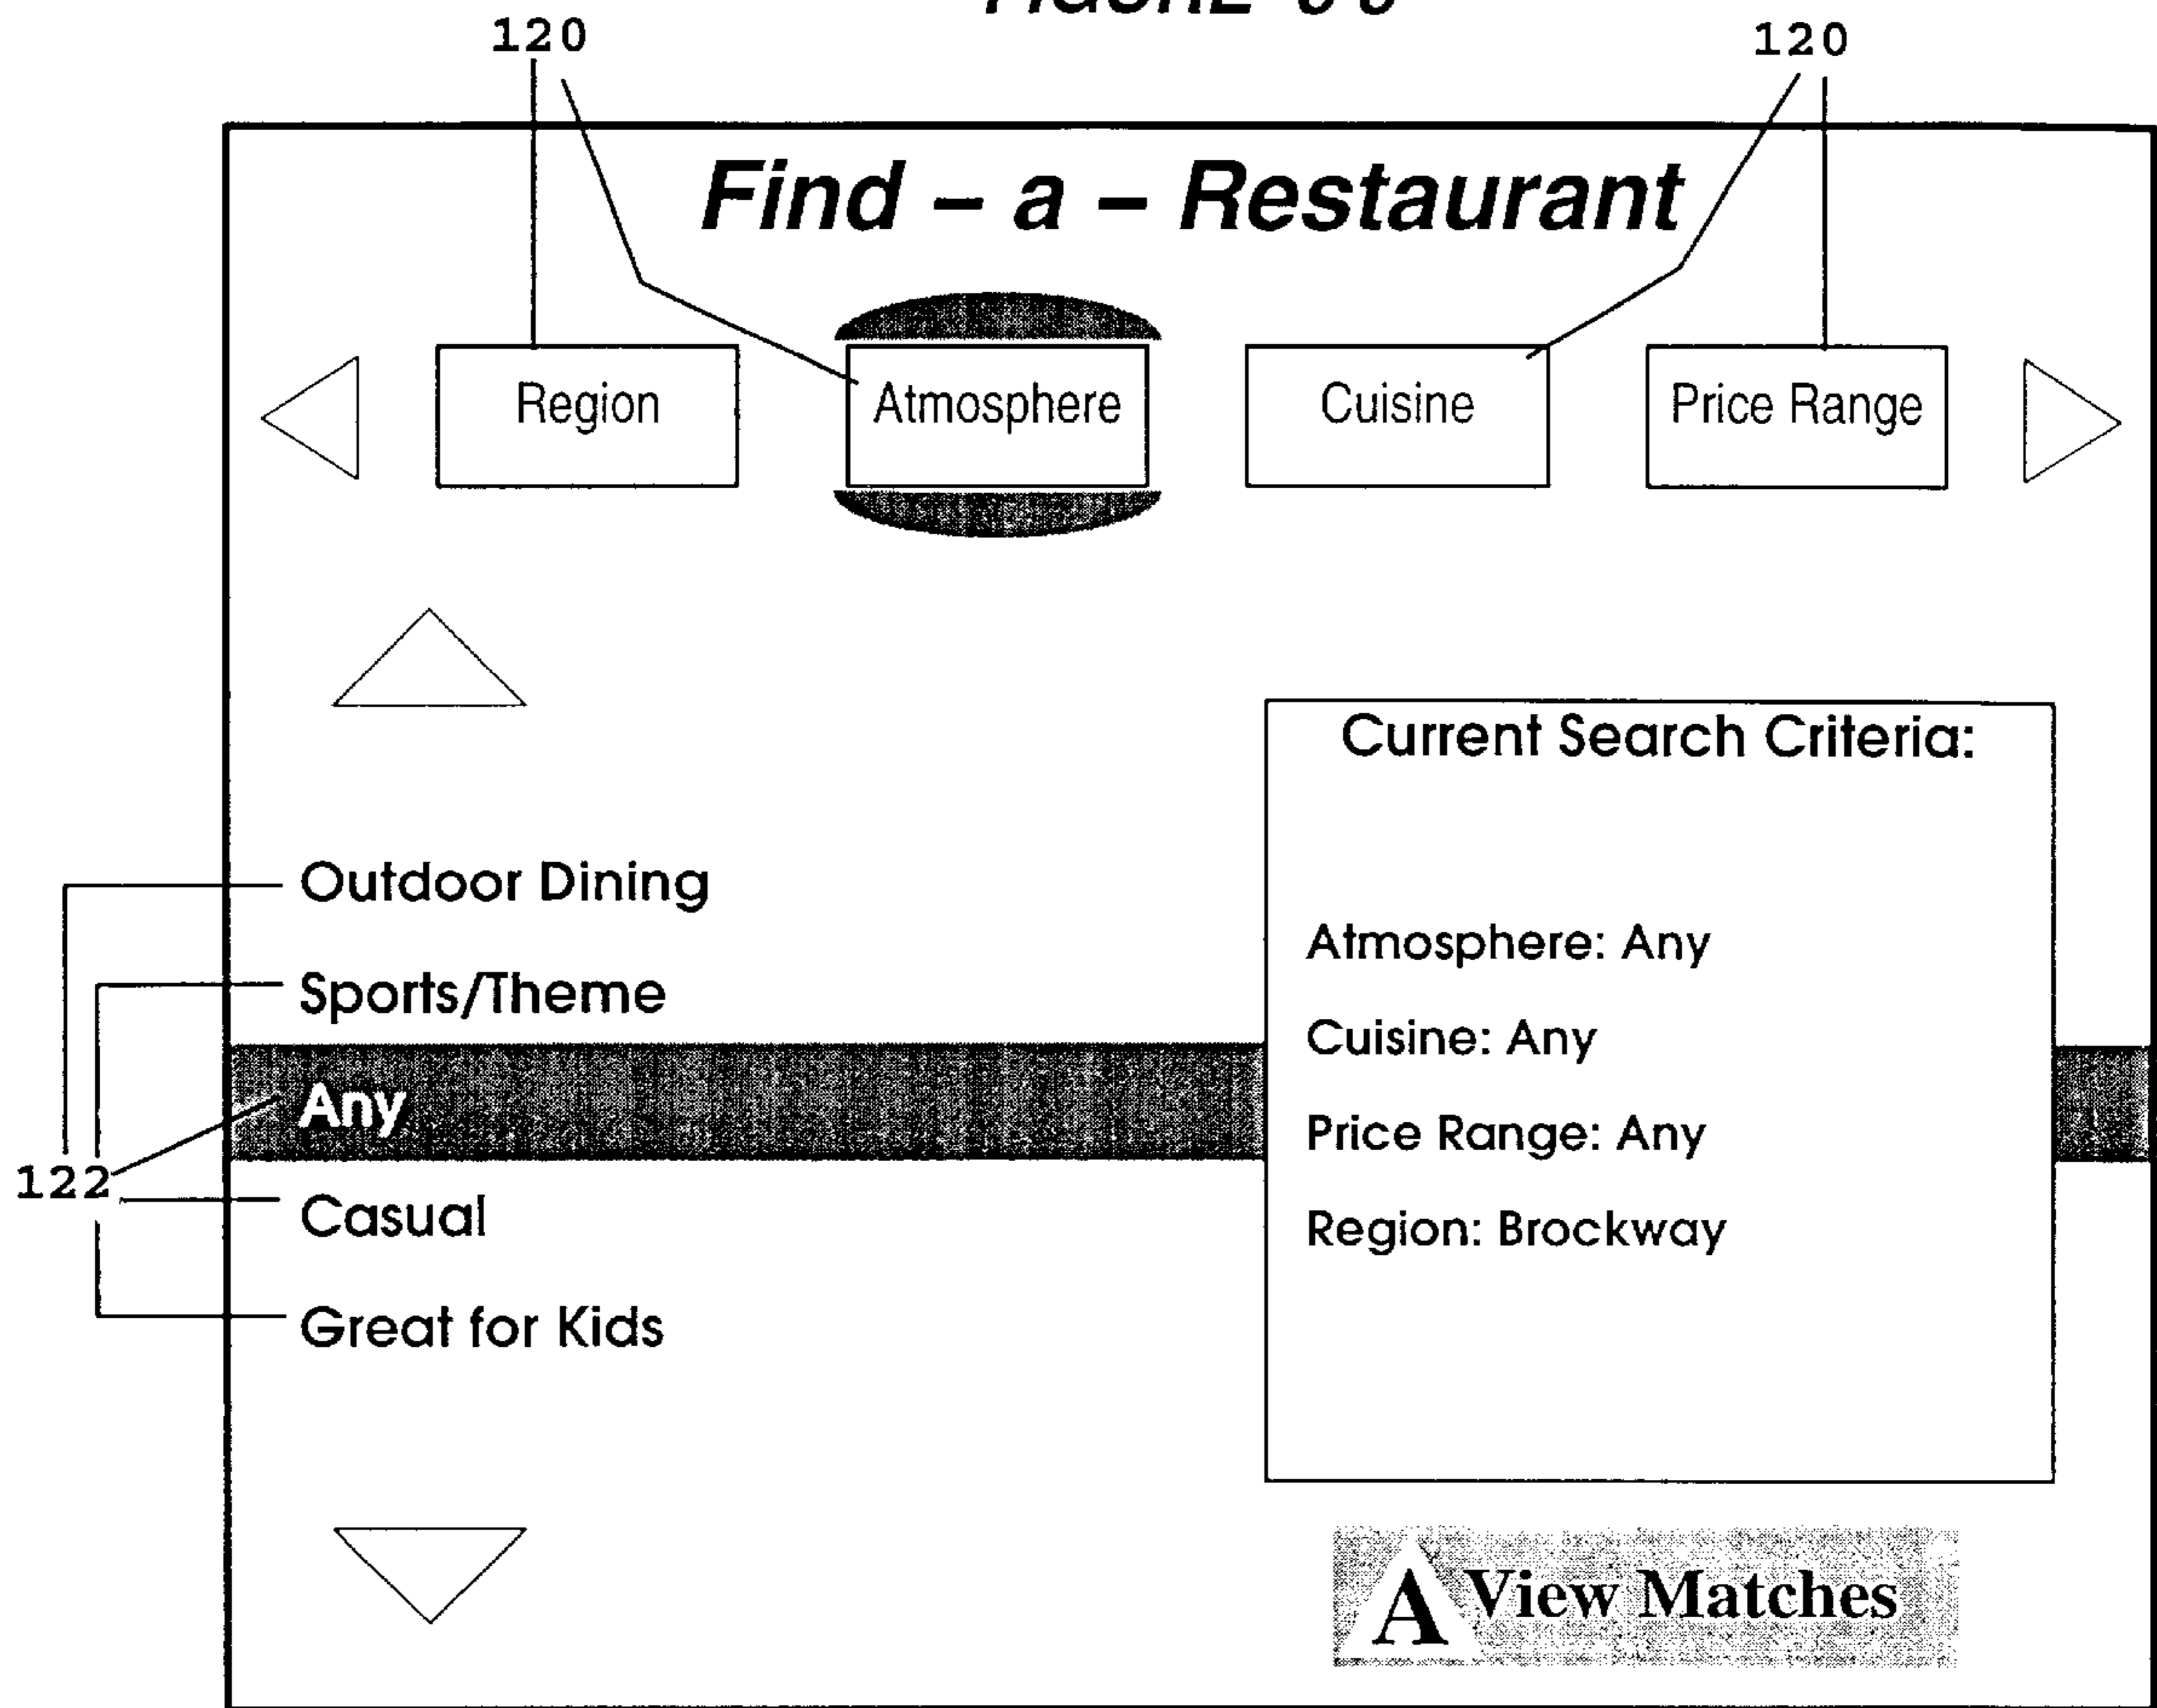 FIGURE
120 120
Find – a – Restaurant
Region Atmosphere Cuisine Price Range
Current Search Criteria:
Outdoor Dining
Atmosphere: Any
Sports/Theme
Cuisine: Any
Any
Price Range: Any
122
Casual
Region: Brockway
Great for Kids
A View Matches